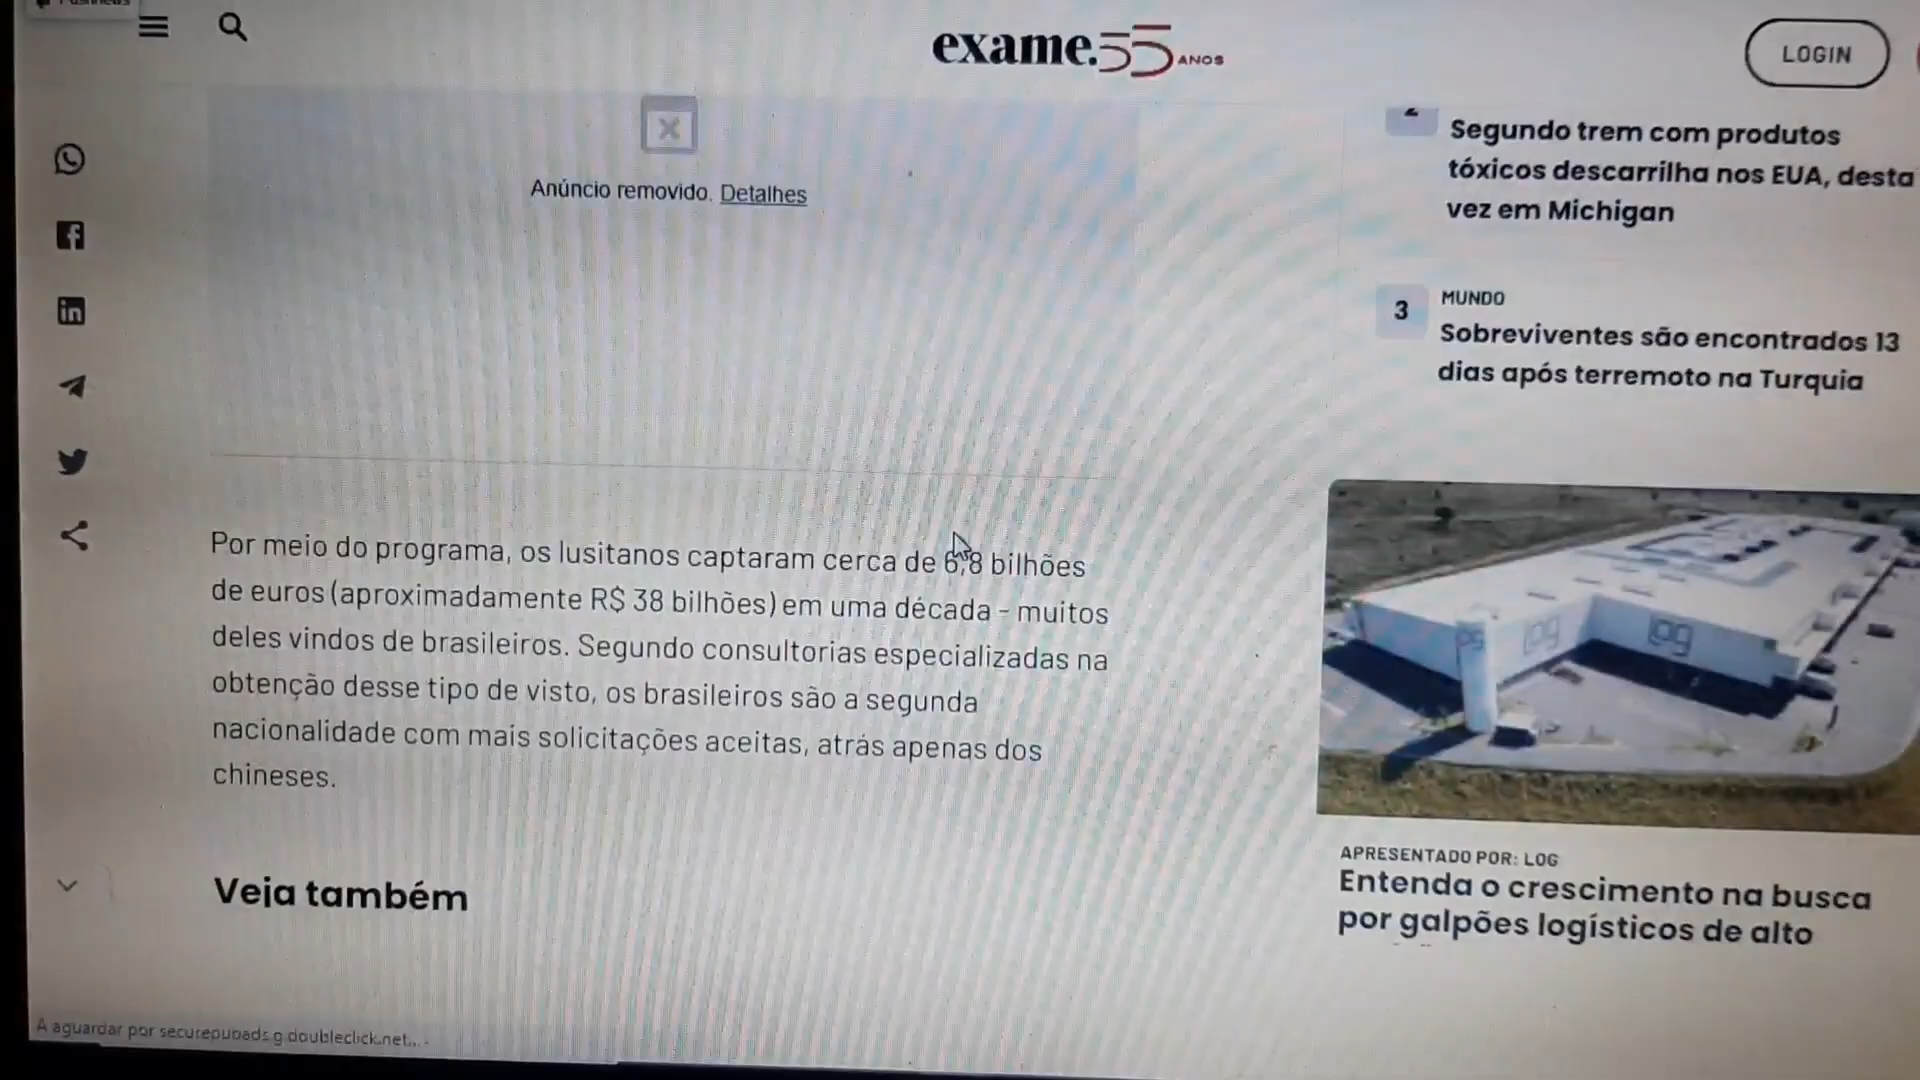 exame.55 ANOS
LOGIN
Anúncio removido. Detalhes
Segundo trem com produtos
tóxicos descarrilha nos EUA, desta
vez em Michigan
3
MUNDO
Sobreviventes são encontrados 13
dias após terremoto na Turquia
Por meio do programa, os lusitanos captaram cerca de 6,8 bilhões
de euros (aproximadamente R$ 38 bilhões) em uma década - muitos
deles vindos de brasileiros. Segundo consultorias especializadas na
obtenção desse tipo de visto, os brasileiros são a segunda
nacionalidade com mais solicitações aceitas, atrás apenas dos
chineses.
Veja também
log
log
APRESENTADO POR: LOG
Entenda o crescimento na busca
por galpões logísticos de alto
A aguardar por securepubads.g.doubleclick.net...